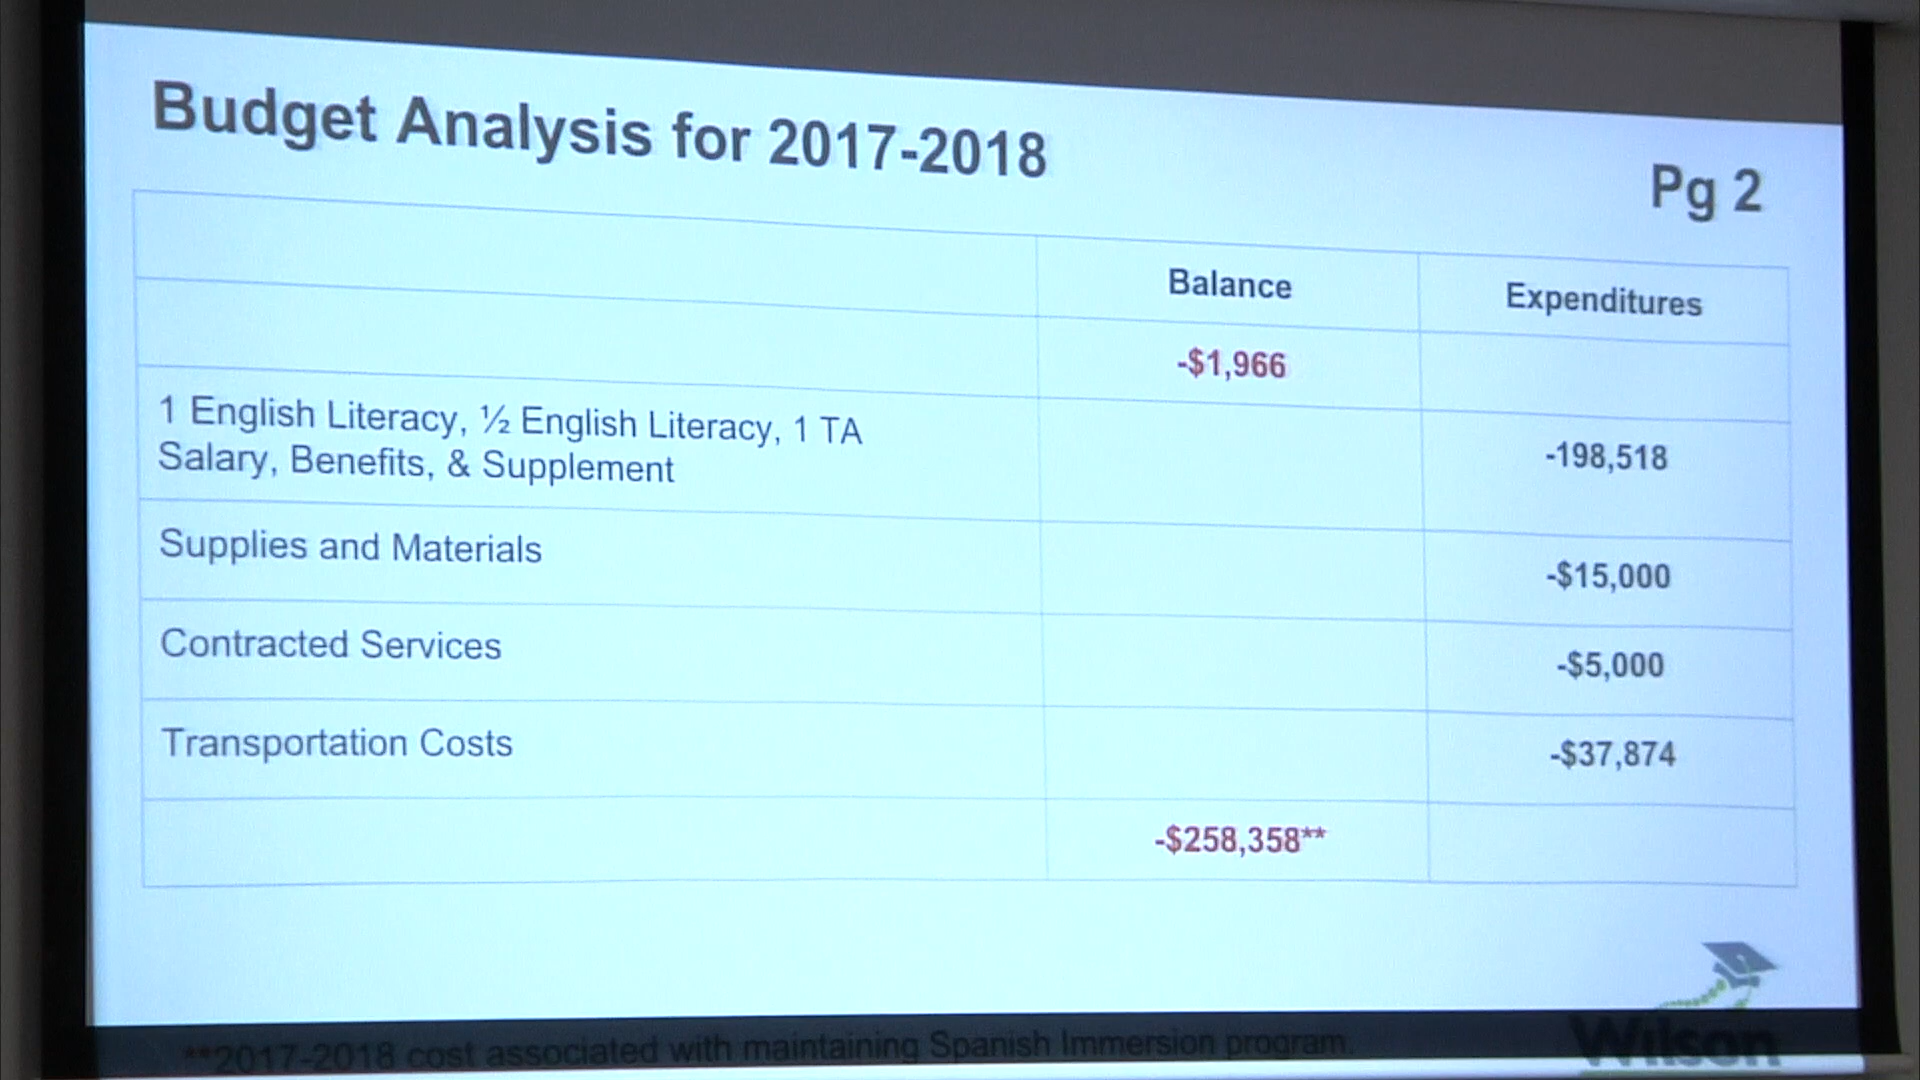 Budget Analysis for 2017-2018
Pg 2
Balance Expenditures
-$1,966
1 English Literacy, ½ English Literacy, 1 TA
Salary, Benefits, & Supplement
-198,518
Supplies and Materials -$15,000
Contracted Services -$5,000
Transportation Costs -$37,874
-$258,358**
**2017-2018 cost associated with maintaining Spanish Immersion program.
Wilson